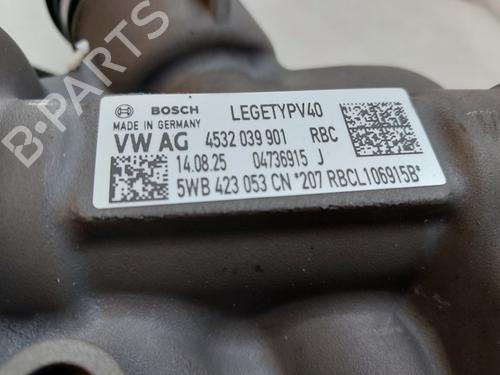 BOSCH LEGETYPV40
MADE IN GERMANY
VW AG 4532 039 901 RBC
14.08.25 04736915 J
5WB 423 053 CN *207 RBCL106915B*
B-PARTS